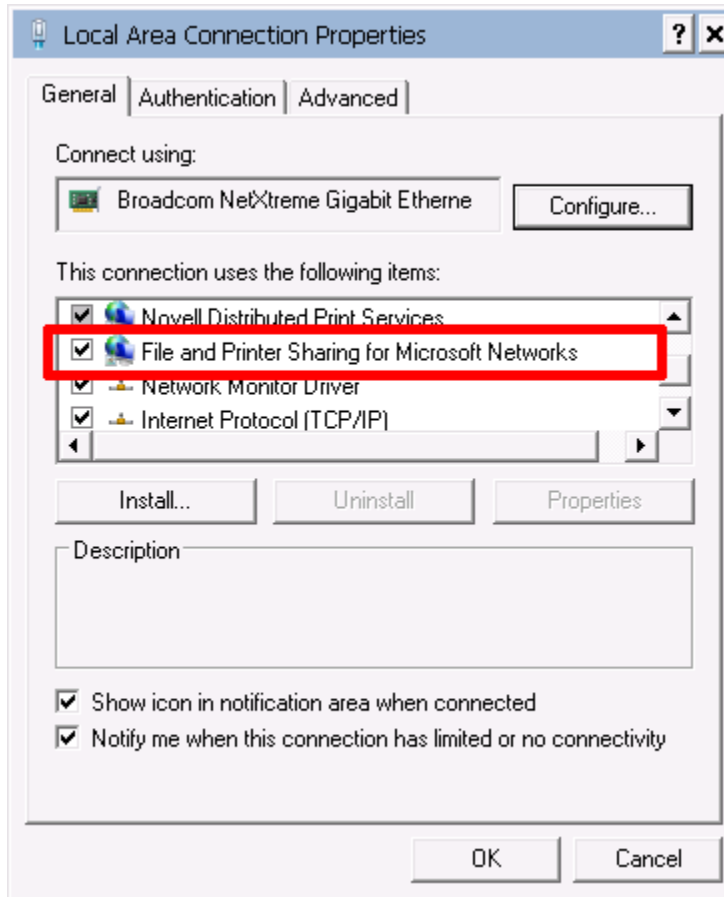 Local Area Connection Properties
General Authentication Advanced
Connect using:
Broadcom NetXtreme Gigabit Etherne
Configure...
This connection uses the following items:
Novell Distributed Print Services
File and Printer Sharing for Microsoft Networks
Network Monitor Driver
Internet Protocol (TCP/IP)
Install... Uninstall Properties
Description
Show icon in notification area when connected
Notify me when this connection has limited or no connectivity
OK Cancel